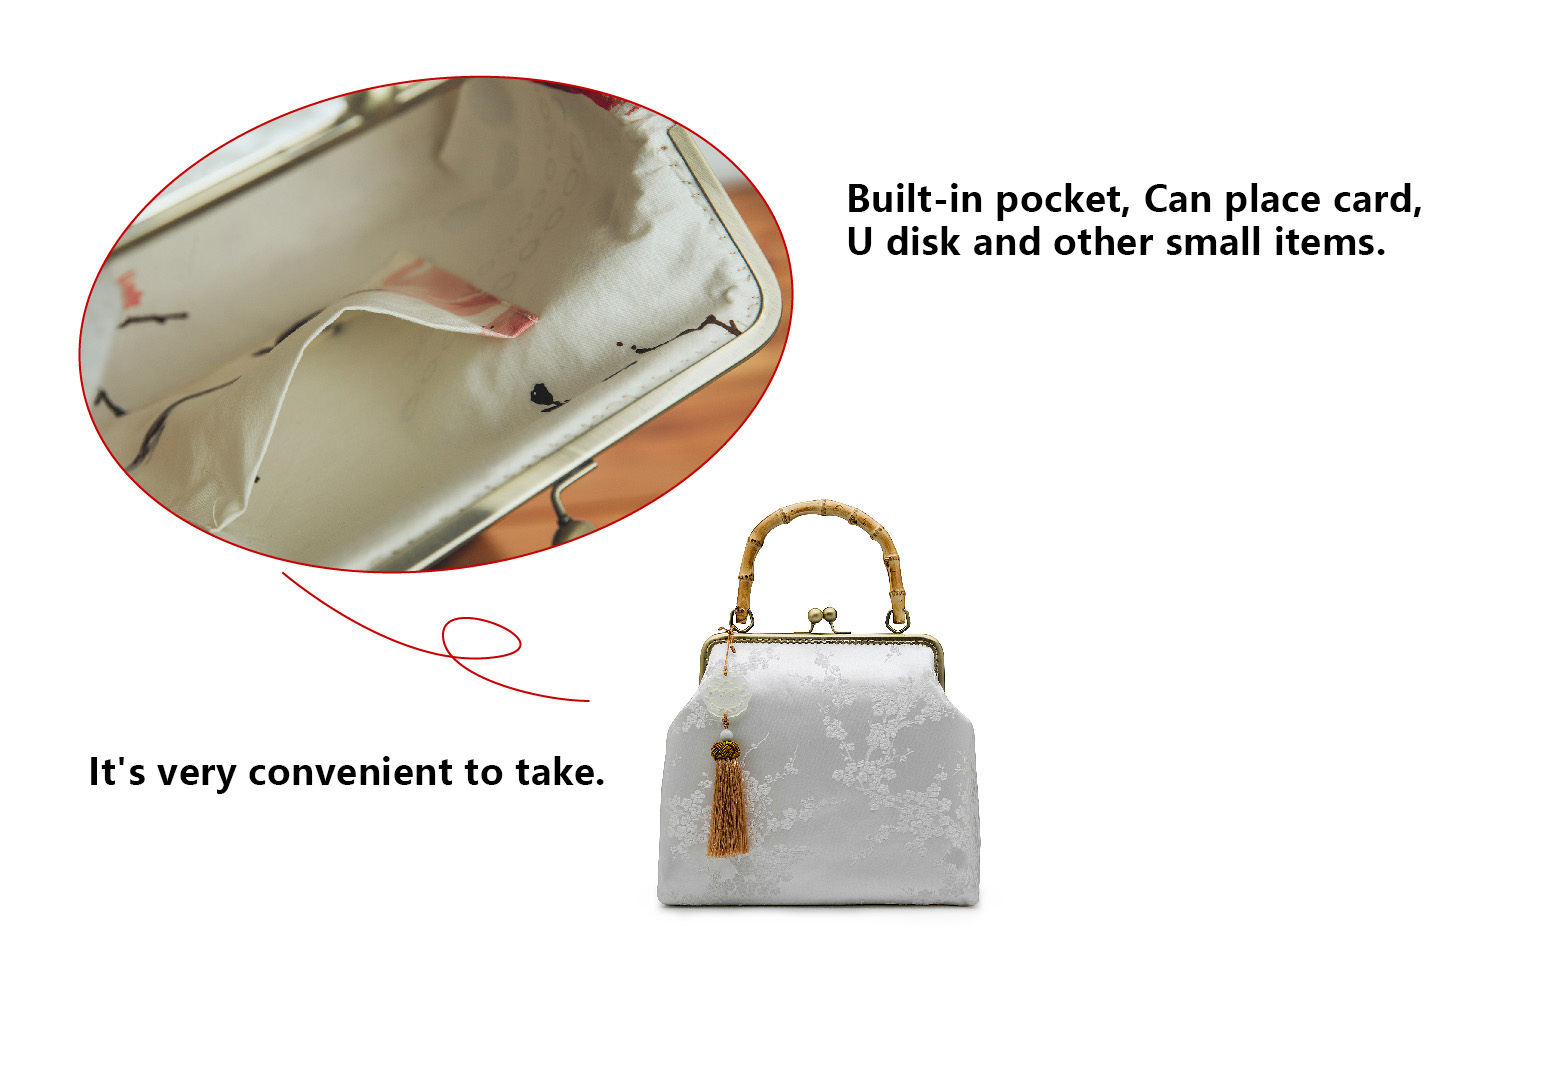 Built-in pocket, Can place card,
U disk and other small items.
It's very convenient to take.